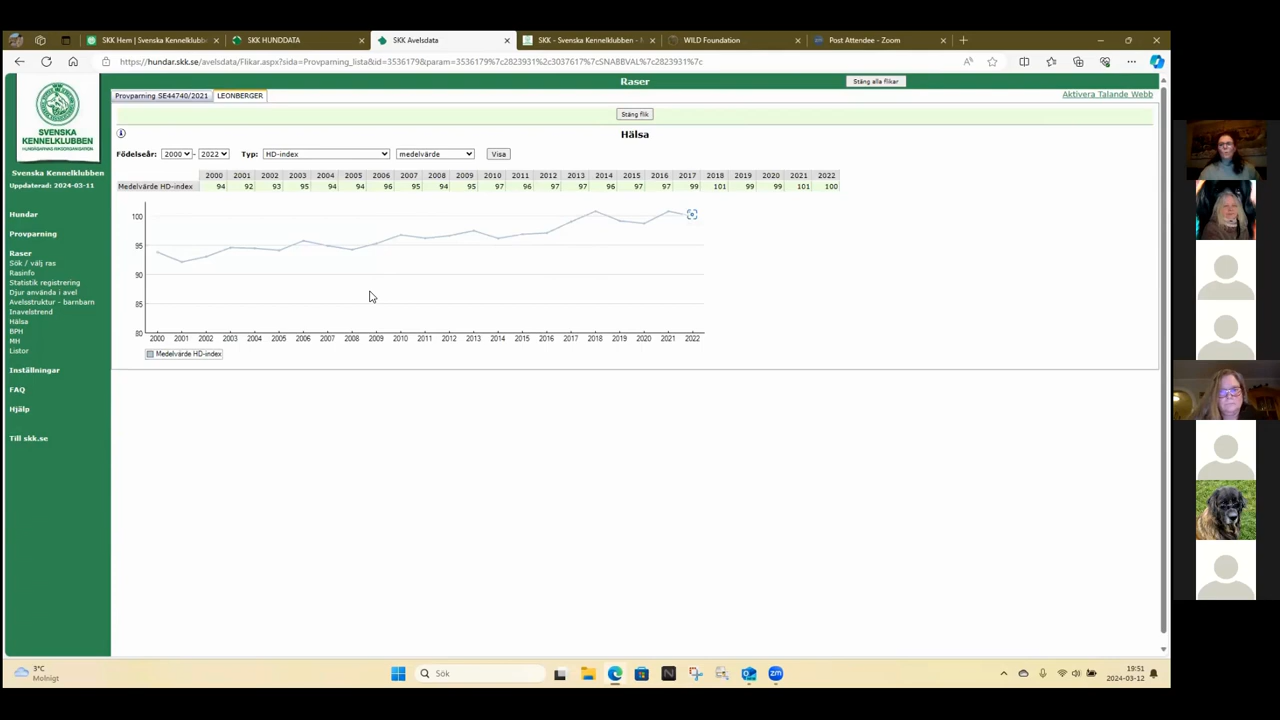 SKK Hem | Svenska Kennelklubb
SKK HUNDDATA
SKK Avelsdata
SKK - Svenska Kennelklubben - M
WILD Foundation
Post Attendee - Zoom
https://hundar.skk.se/avelsdata/Flikar.aspx?sida=Provparning_lista&id=3536179&param=3536179%7c2823931%2c3037617%7cSNABBVAL%7c2823931%7c
Raser
Stäng alla flikar
Provparning SE44740/2021 LEONBERGER
Aktivera Talande Webb
Stäng flik
SVENSKA
KENNELKLUBBEN
Svenska Kennelklubben
Uppdaterad: 2024-03-11
Hundar
Provparning
Raser
Sök / välj ras
Rasinfo
Statistik registrering
Djur använda i avel
Avelsstruktur - barnbarn
Inavelstrend
Hälsa
BPH
MH
Listor
Inställningar
FAQ
Hjälp
Till skk.se
Hälsa
Födelseår: 2000 - 2022 Typ: HD-index medelvärde Visa
2000 2001 2002 2003 2004 2005 2006 2007 2008 2009 2010 2011 2012 2013 2014 2015 2016 2017 2018 2019 2020 2021 2022
Medelvärde HD-index 94 92 93 95 94 94 96 95 94 95 97 96 97 97 96 97 97 99 101 99 99 101 100
100
95
90
85
80
2000 2001 2002 2003 2004 2005 2006 2007 2008 2009 2010 2011 2012 2013 2014 2015 2016 2017 2018 2019 2020 2021 2022
Medelvärde HD-index
3°C
Molnigt
Sök
19:51
2024-03-12